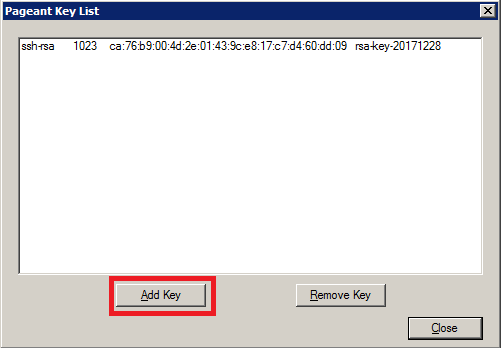 Pageant Key List
ssh-rsa 1023 ca:76:b9:00:4d:2e:01:43:9c:e8:17:c7:d4:60:dd:09 rsa-key-20171228
Add Key Remove Key
Close